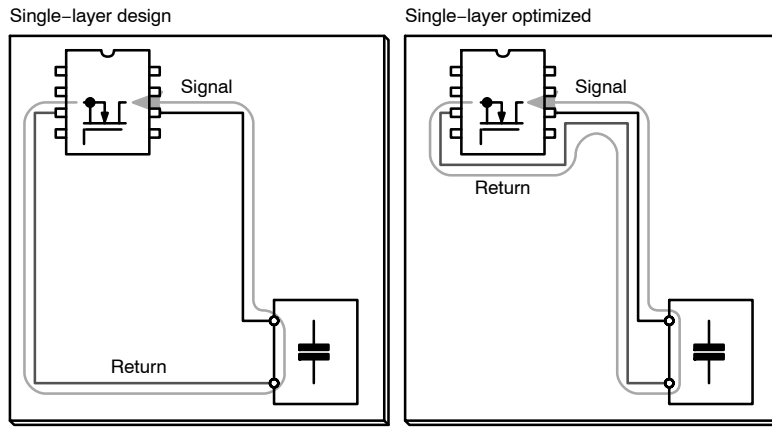 Single−layer design
Single−layer optimized
Signal
Signal
Return
Return